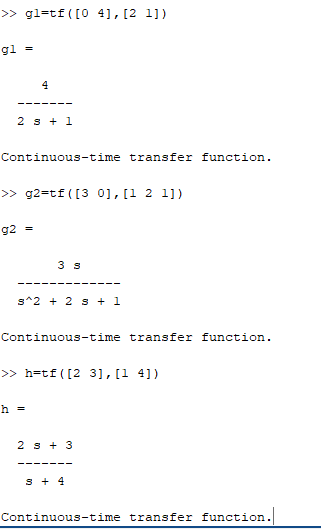 >> g1=tf([0 4],[2 1])
g1 =
4
-------
2 s + 1
Continuous-time transfer function.
>> g2=tf([3 0],[1 2 1])
g2 =
3 s
-------------
s^2 + 2 s + 1
Continuous-time transfer function.
>> h=tf([2 3],[1 4])
h =
2 s + 3
-------
s + 4
Continuous-time transfer function.